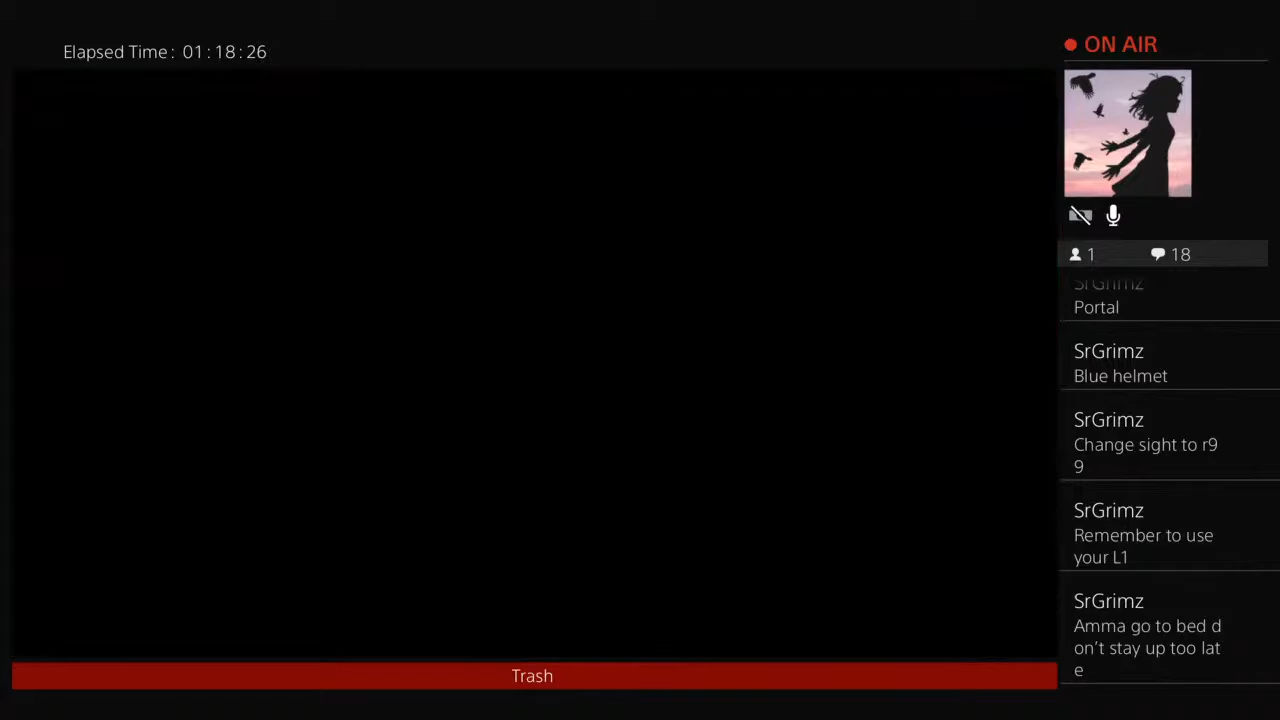 Elapsed Time: 01:18:26
ON AIR
1 18
SrGrimz
Portal
SrGrimz
Blue helmet
SrGrimz
Change sight to r9
9
SrGrimz
Remember to use
your L1
SrGrimz
Amma go to bed d
on't stay up too lat
e
Trash